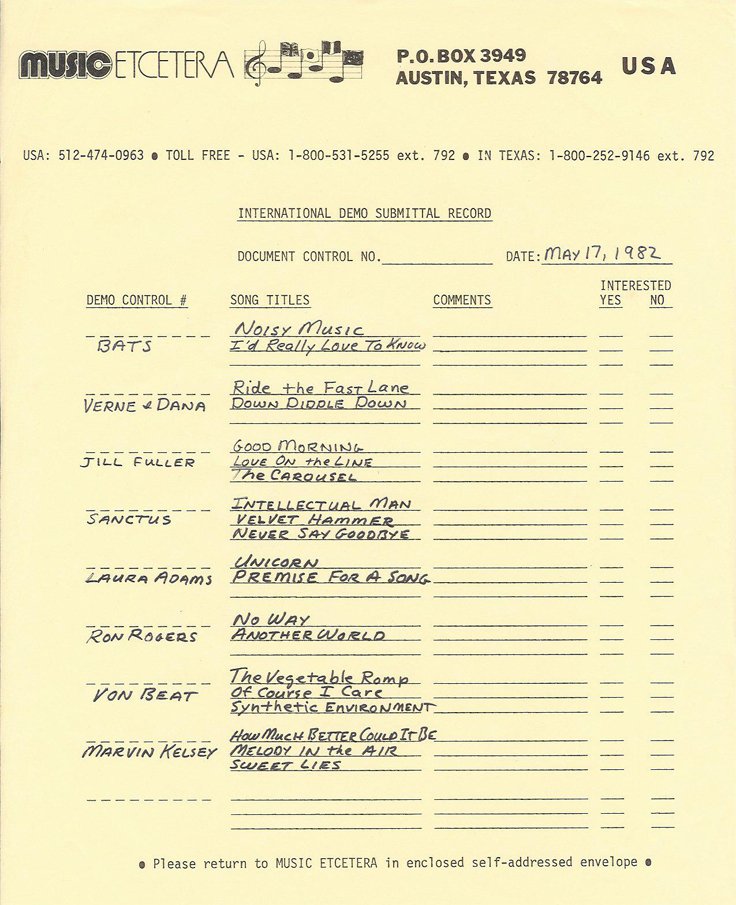 MUSIC ETCETERA
P.O. BOX 3949
AUSTIN, TEXAS 78764
USA
USA: 512-474-0963 ● TOLL FREE - USA: 1-800-531-5255 ext. 792 ● IN TEXAS: 1-800-252-9146 ext. 792
INTERNATIONAL DEMO SUBMITTAL RECORD
DOCUMENT CONTROL NO. DATE: MAY 17, 1982
INTERESTED
DEMO CONTROL # SONG TITLES COMMENTS YES NO
Noisy Music
BATS I'd Really Love To Know
Ride the Fast Lane
VERNE & DANA DOWN DIDDLE DOWN
GOOD MORNING
JILL FULLER LOVE ON the LINE
The CAROUSEL
INTELLECTUAL MAN
SANCTUS VELVET HAMMER
NEVER SAY GOODBYE
UNICORN
LAURA ADAMS PREMISE FOR A SONG
NO WAY
RON ROGERS ANOTHER WORLD
The Vegetable Romp
VON BEAT Of Course I Care
Synthetic ENVIRONMENT
HOW MUCH BETTER COULD IT BE
MARVIN KELSEY MELODY IN the AIR
SWEET LIES
● Please return to MUSIC ETCETERA in enclosed self-addressed envelope ●